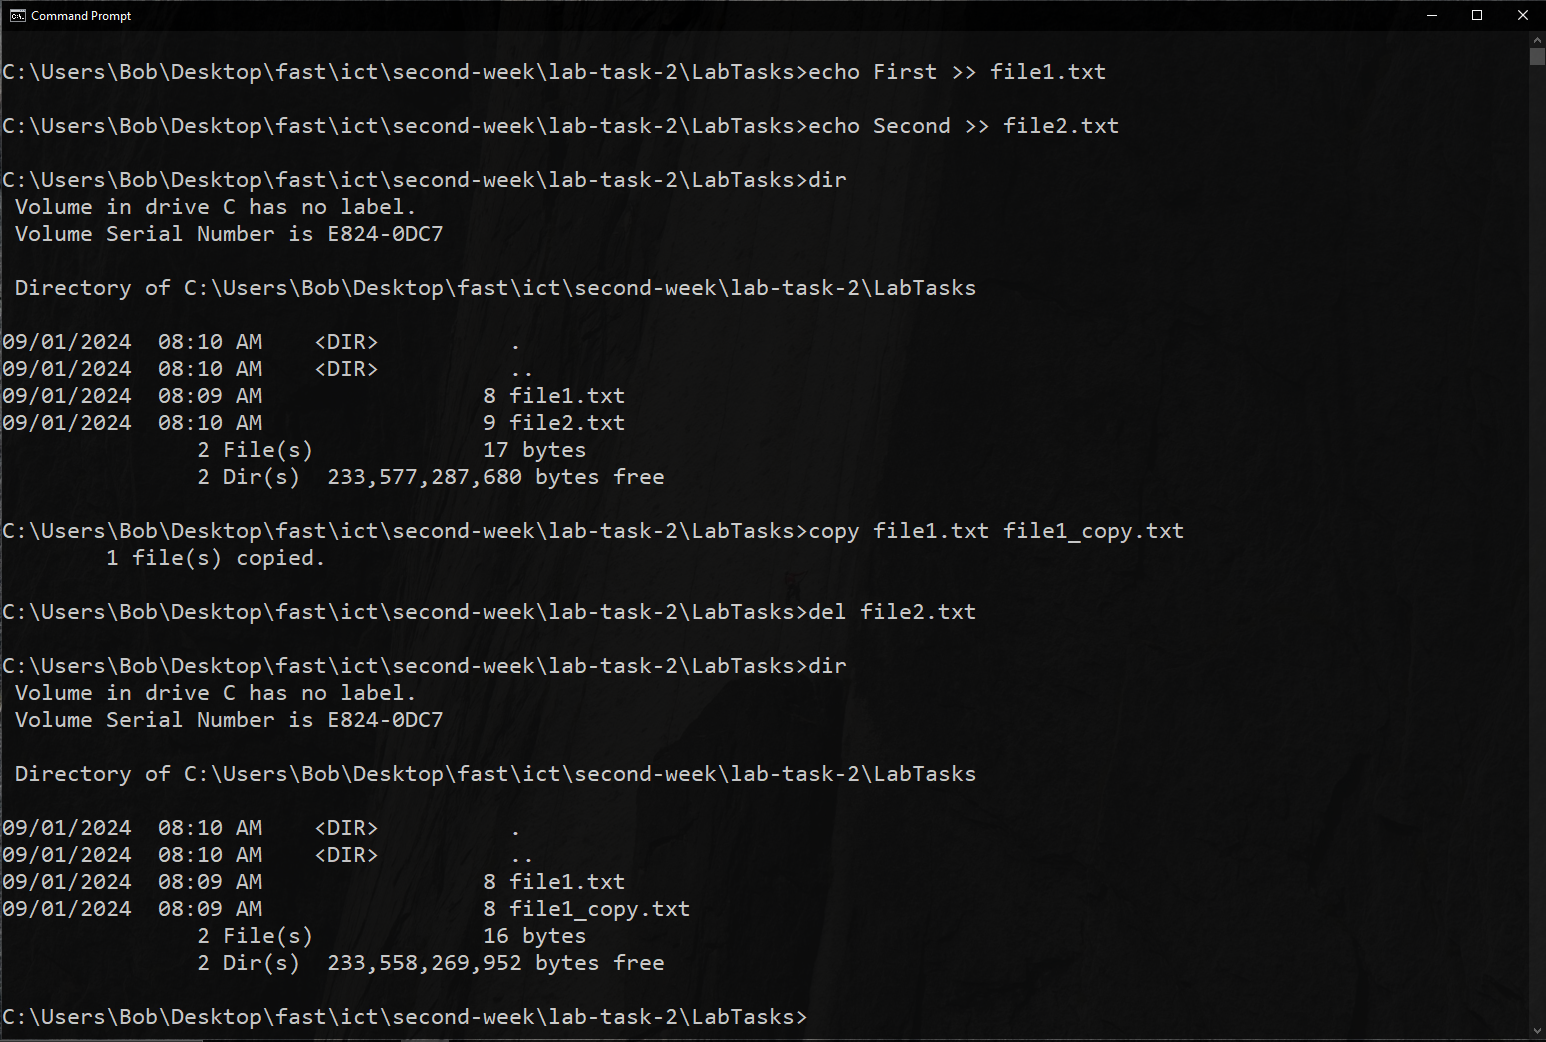 Command Prompt
C:\Users\Bob\Desktop\fast\ict\second-week\lab-task-2\LabTasks>echo First >> file1.txt
C:\Users\Bob\Desktop\fast\ict\second-week\lab-task-2\LabTasks>echo Second >> file2.txt
C:\Users\Bob\Desktop\fast\ict\second-week\lab-task-2\LabTasks>dir
 Volume in drive C has no label.
 Volume Serial Number is E824-0DC7
 Directory of C:\Users\Bob\Desktop\fast\ict\second-week\lab-task-2\LabTasks
09/01/2024  08:10 AM    <DIR>          .
09/01/2024  08:10 AM    <DIR>          ..
09/01/2024  08:09 AM                 8 file1.txt
09/01/2024  08:10 AM                 9 file2.txt
               2 File(s)             17 bytes
               2 Dir(s)  233,577,287,680 bytes free
C:\Users\Bob\Desktop\fast\ict\second-week\lab-task-2\LabTasks>copy file1.txt file1_copy.txt
        1 file(s) copied.
C:\Users\Bob\Desktop\fast\ict\second-week\lab-task-2\LabTasks>del file2.txt
C:\Users\Bob\Desktop\fast\ict\second-week\lab-task-2\LabTasks>dir
 Volume in drive C has no label.
 Volume Serial Number is E824-0DC7
 Directory of C:\Users\Bob\Desktop\fast\ict\second-week\lab-task-2\LabTasks
09/01/2024  08:10 AM    <DIR>          .
09/01/2024  08:10 AM    <DIR>          ..
09/01/2024  08:09 AM                 8 file1.txt
09/01/2024  08:09 AM                 8 file1_copy.txt
               2 File(s)             16 bytes
               2 Dir(s)  233,558,269,952 bytes free
C:\Users\Bob\Desktop\fast\ict\second-week\lab-task-2\LabTasks>